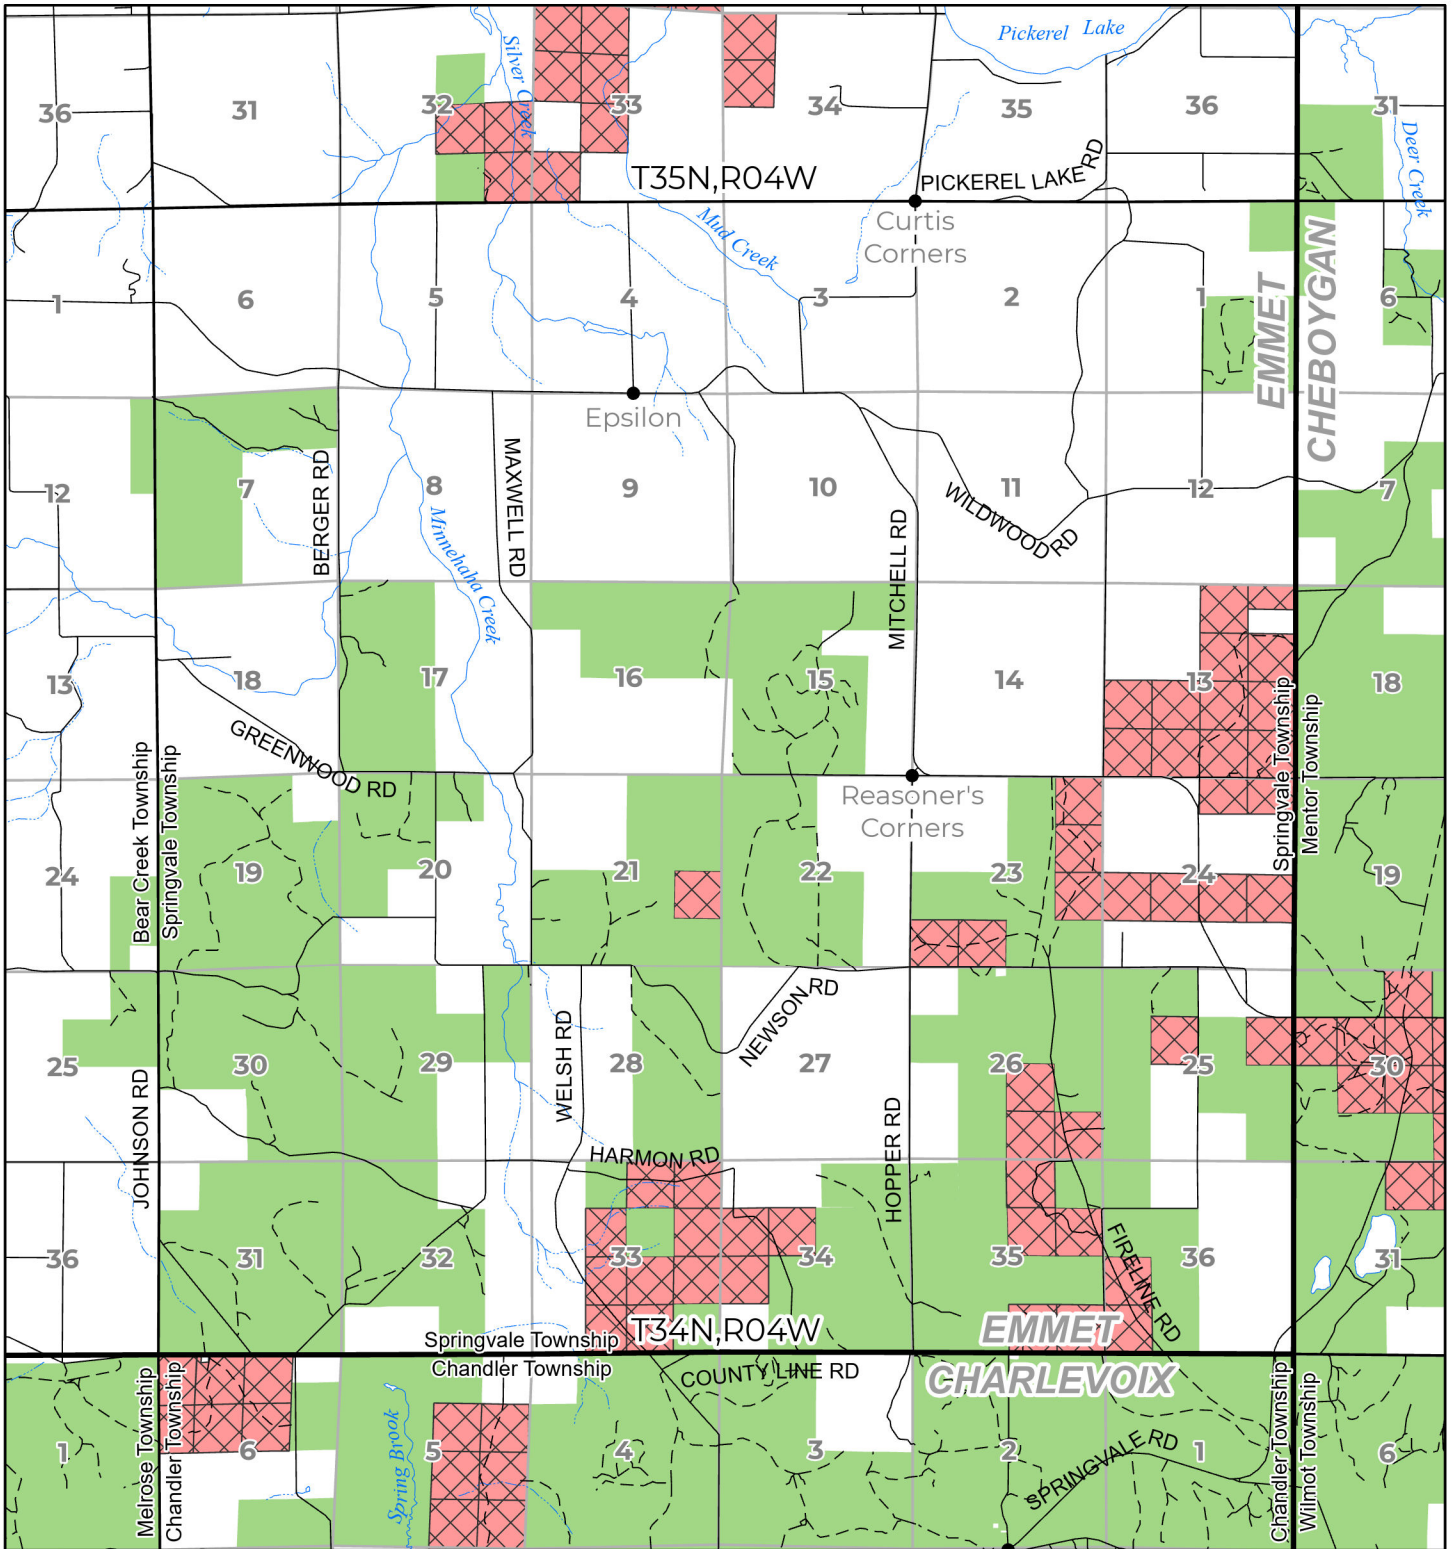 Pickerel Lake
Silver Creek
36
31
32
33
34
35
36
31
Deer Creek
T35N,R04W
PICKEREL LAKE RD
Curtis
Corners
Mud Creek
1
6
5
4
3
2
1
6
EMMET
CHEBOYGAN
Epsilon
12
7
8
9
10
11
12
7
BERGER RD
MAXWELL RD
Minnehaha Creek
MITCHELL RD
WILDWOOD RD
13
18
17
16
15
14
13
18
GREENWOOD RD
Bear Creek Township
Springvale Township
Springvale Township
Mentor Township
Reasoner's
Corners
24
19
20
21
22
23
24
19
NEWSON RD
WELSH RD
25
30
29
28
27
26
25
30
JOHNSON RD
HARMON RD
HOPPER RD
36
31
32
33
34
35
36
31
FIRELINE RD
Springvale Township
T34N,R04W
EMMET
Chandler Township
COUNTY LINE RD
CHARLEVOIX
Melrose Township
Chandler Township
Spring Brook
1
6
5
4
3
2
1
6
SPRINGVALE RD
Chandler Township
Wilmot Township